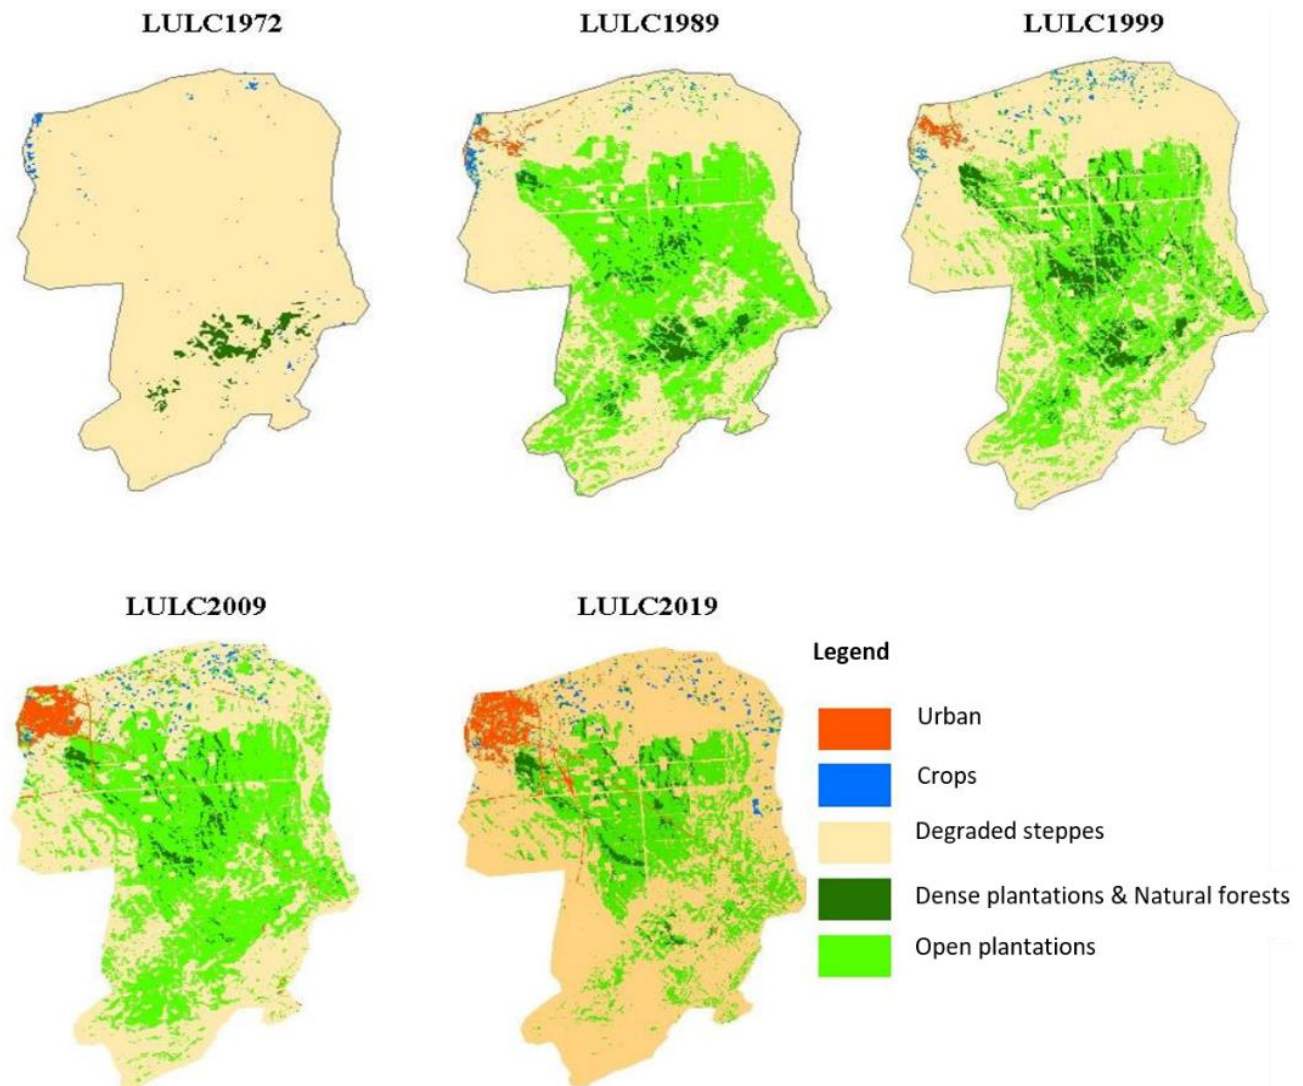 LULC1972
LULC1989
LULC1999
LULC2009
LULC2019
Legend
Urban
Crops
Degraded steppes
Dense plantations & Natural forests
Open plantations